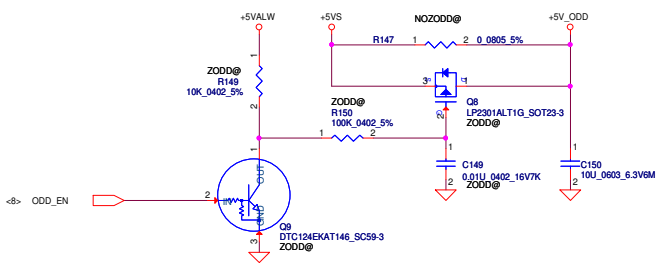 +5VALW
+5VS
NOZODD@
+5V_ODD
R147
1
2
0_0805_5%
1
ZODD@
R149
10K_0402_5%
2
3
S
D
1
G
2
Q8
LP2301ALT1G_SOT23-3
ZODD@
ZODD@
R150
100K_0402_5%
1
2
1
C149
0.01U_0402_16V7K
2
ZODD@
1
C150
10U_0603_6.3V6M
2
1
OUT
<8>
ODD_EN
2
IN
GND
3
Q9
DTC124EKAT146_SC59-3
ZODD@